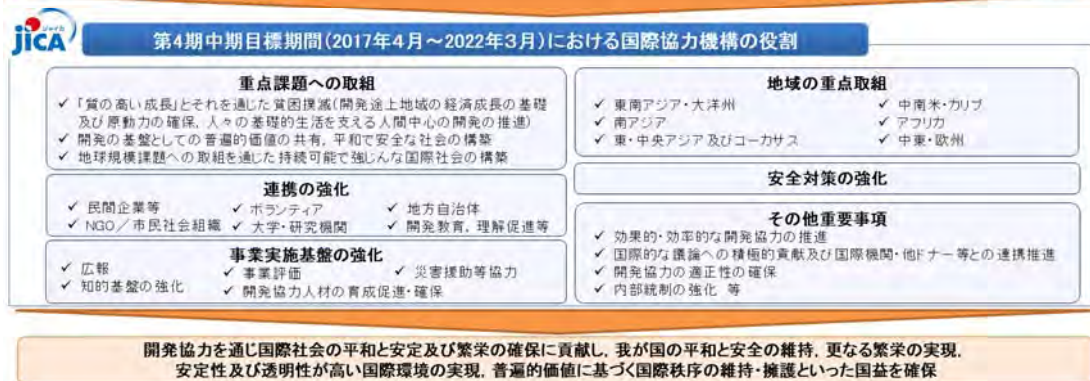 ジャイカ
JICA
第4期中期目標期間(2017年4月～2022年3月)における国際協力機構の役割
重点課題への取組
✓ 「質の高い成長」とそれを通じた貧困撲滅(開発途上地域の経済成長の基礎
及び原動力の確保,人々の基礎的生活を支える人間中心の開発の推進)
✓ 開発の基盤としての普遍的価値の共有,平和で安全な社会の構築
✓ 地球規模課題への取組を通じた持続可能で強じんな国際社会の構築
連携の強化
✓ 民間企業等 ✓ ボランティア ✓ 地方自治体
✓ NGO/市民社会組織 ✓ 大学・研究機関 ✓ 開発教育,理解促進等
事業実施基盤の強化
✓ 広報 ✓ 事業評価 ✓ 災害援助等協力
✓ 知的基盤の強化 ✓ 開発協力人材の育成促進・確保
地域の重点取組
✓ 東南アジア・大洋州 ✓ 中南米・カリブ
✓ 南アジア ✓ アフリカ
✓ 東・中央アジア及びコーカサス ✓ 中東・欧州
安全対策の強化
その他重要事項
✓ 効果的・効率的な開発協力の推進
✓ 国際的な議論への積極的貢献及び国際機関・他ドナー等との連携推進
✓ 開発協力の適正性の確保
✓ 内部統制の強化 等
開発協力を通じ国際社会の平和と安定及び繁栄の確保に貢献し,我が国の平和と安全の維持,更なる繁栄の実現,
安定性及び透明性が高い国際環境の実現,普遍的価値に基づく国際秩序の維持・擁護といった国益を確保